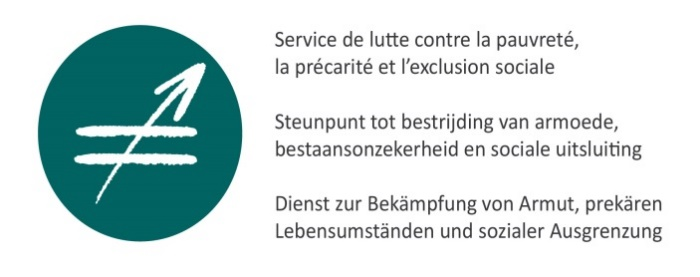 Service de lutte contre la pauvreté,
la précarité et l’exclusion sociale
Steunpunt tot bestrijding van armoede,
bestaansonzekerheid en sociale uitsluiting
Dienst zur Bekämpfung von Armut, prekären
Lebensumständen und sozialer Ausgrenzung